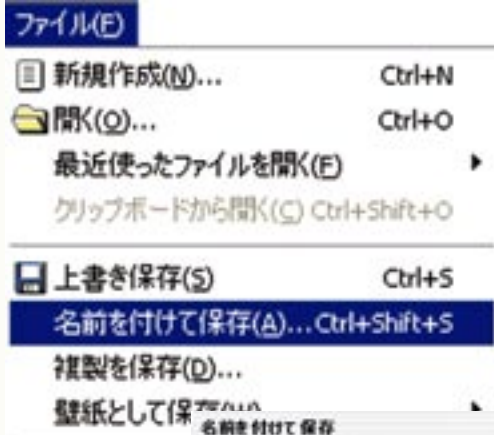 ファイル(F)
新規作成(N)... Ctrl+N
開く(O)... Ctrl+O
最近使ったファイルを開く(F)
クリップボードから開く(C) Ctrl+Shift+O
上書き保存(S) Ctrl+S
名前を付けて保存(A)... Ctrl+Shift+S
複製を保存(D)...
壁紙として保
名前を付けて保存